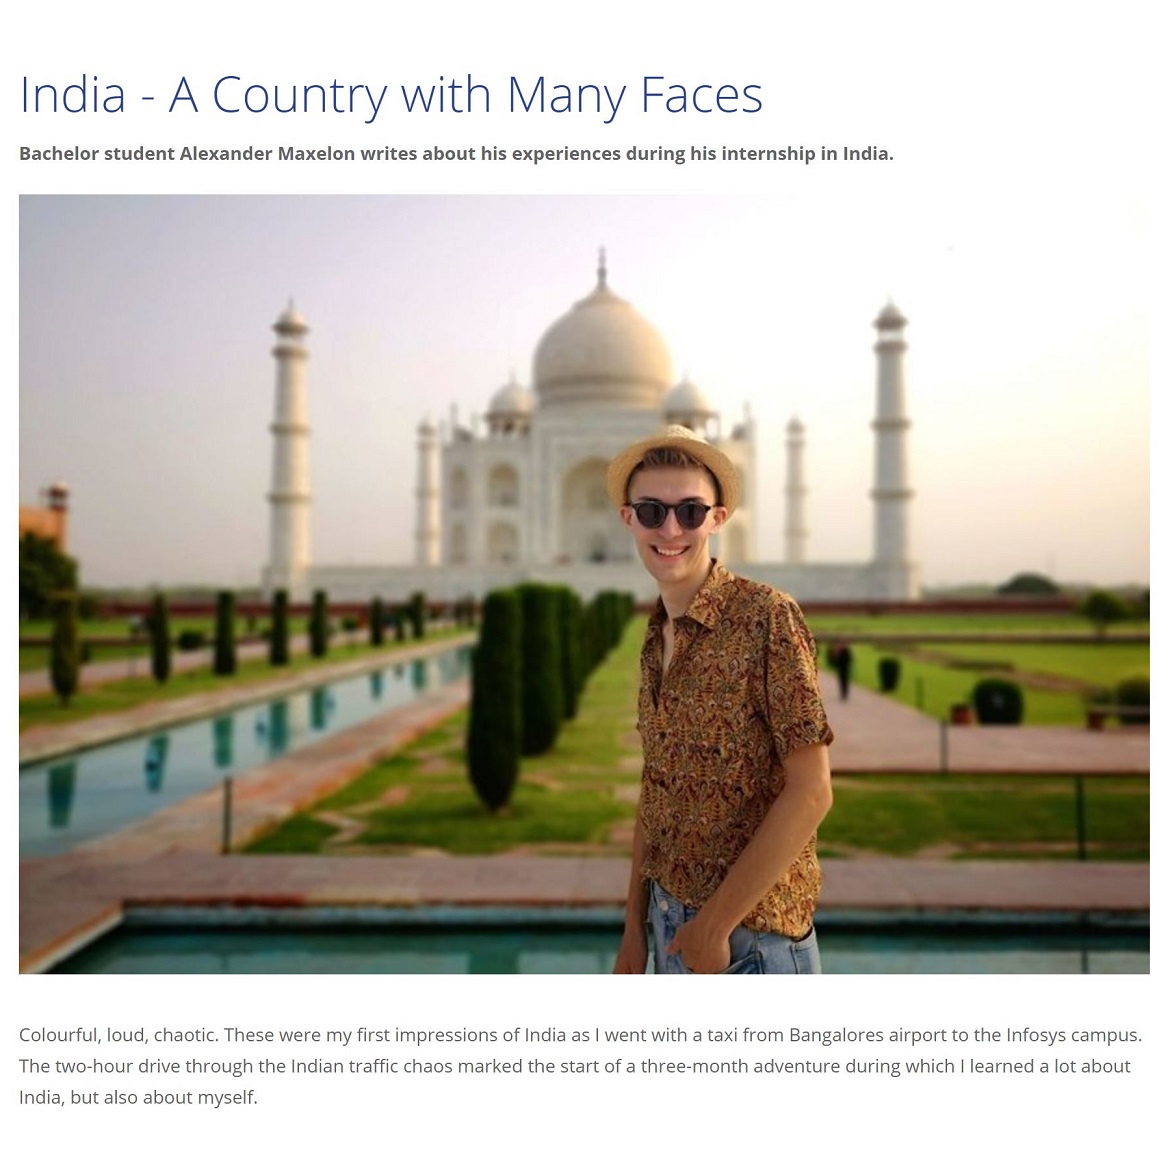 India - A Country with Many Faces
Bachelor student Alexander Maxelon writes about his experiences during his internship in India.
Colourful, loud, chaotic. These were my first impressions of India as I went with a taxi from Bangalores airport to the Infosys campus.
The two-hour drive through the Indian traffic chaos marked the start of a three-month adventure during which I learned a lot about
India, but also about myself.